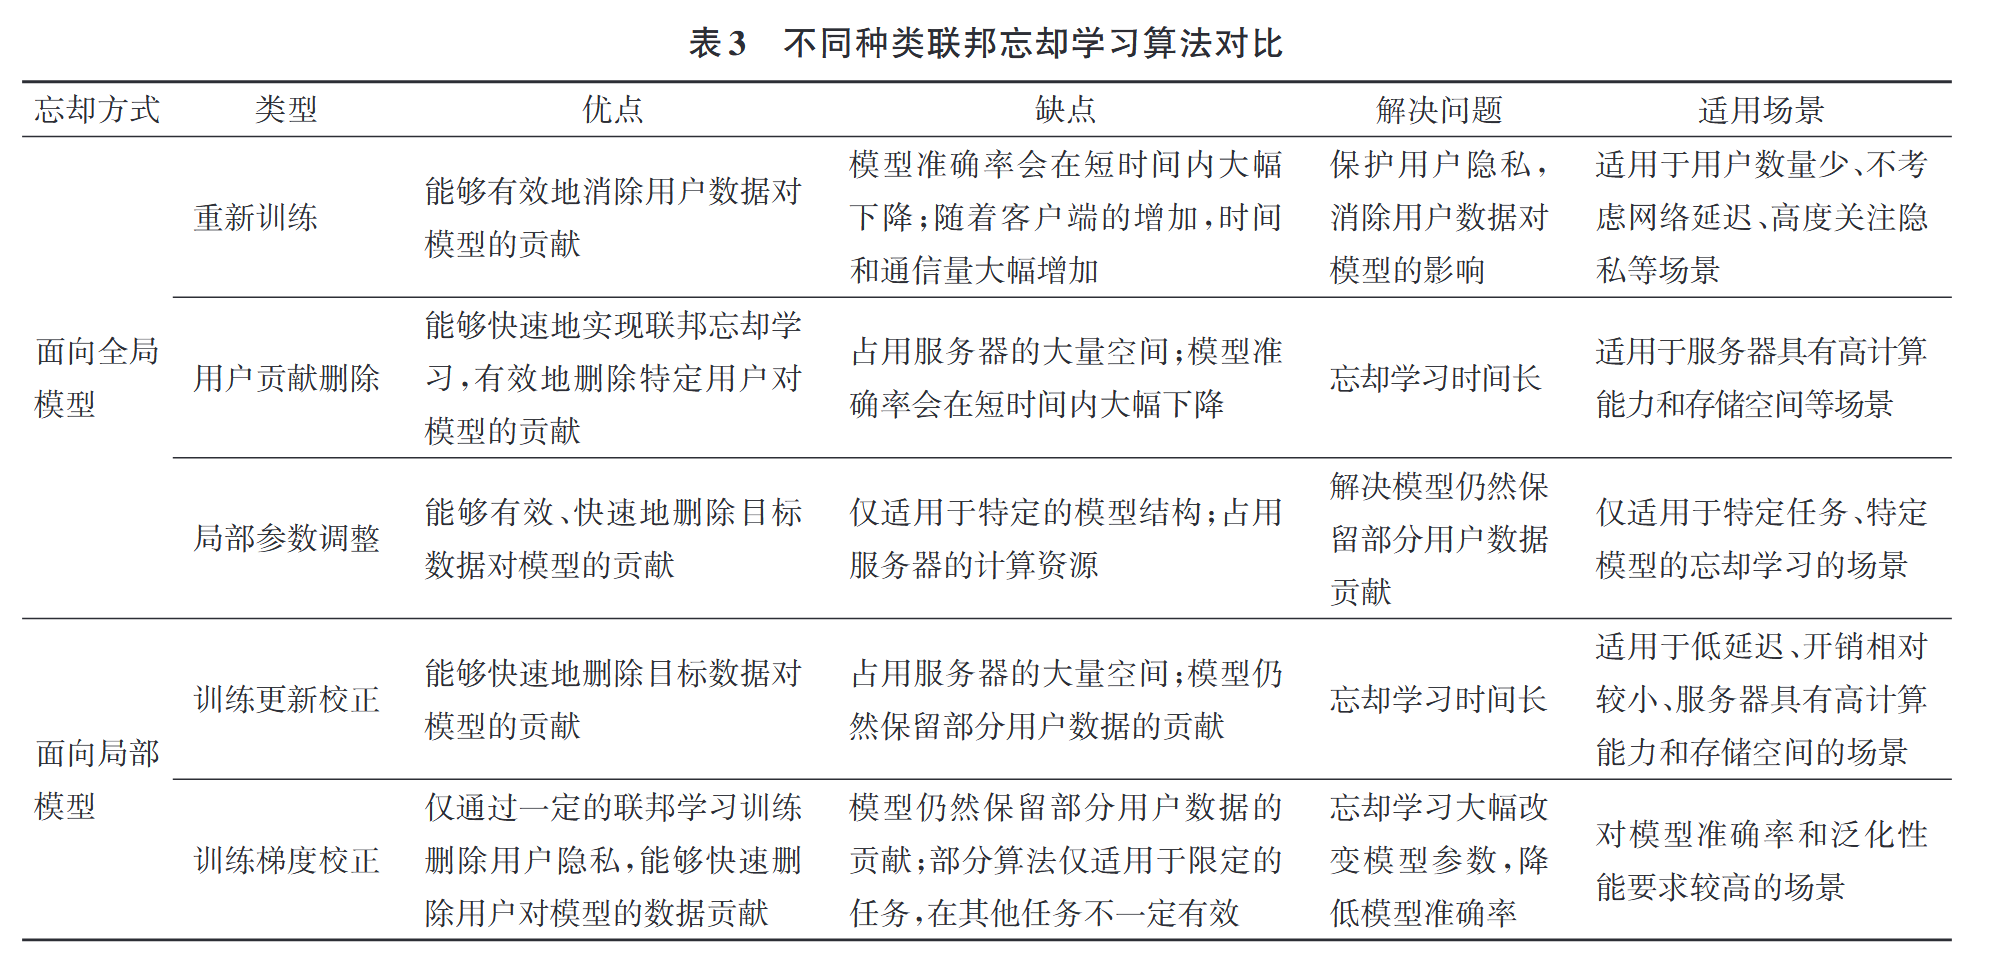 表3 不同种类联邦忘却学习算法对比
忘却方式 类型 优点 缺点 解决问题 适用场景
面向全局
模型
重新训练
能够有效地消除用户数据对
模型的贡献
模型准确率会在短时间内大幅
下降;随着客户端的增加,时间
和通信量大幅增加
保护用户隐私,
消除用户数据对
模型的影响
适用于用户数量少、不考
虑网络延迟、高度关注隐
私等场景
用户贡献删除
能够快速地实现联邦忘却学
习,有效地删除特定用户对
模型的贡献
占用服务器的大量空间;模型准
确率会在短时间内大幅下降
忘却学习时间长
适用于服务器具有高计算
能力和存储空间等场景
局部参数调整
能够有效、快速地删除目标
数据对模型的贡献
仅适用于特定的模型结构;占用
服务器的计算资源
解决模型仍然保
留部分用户数据
贡献
仅适用于特定任务、特定
模型的忘却学习的场景
面向局部
模型
训练更新校正
能够快速地删除目标数据对
模型的贡献
占用服务器的大量空间;模型仍
然保留部分用户数据的贡献
忘却学习时间长
适用于低延迟、开销相对
较小、服务器具有高计算
能力和存储空间的场景
训练梯度校正
仅通过一定的联邦学习训练
删除用户隐私,能够快速删
除用户对模型的数据贡献
模型仍然保留部分用户数据的
贡献;部分算法仅适用于限定的
任务,在其他任务不一定有效
忘却学习大幅改
变模型参数,降
低模型准确率
对模型准确率和泛化性
能要求较高的场景